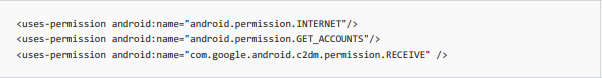 <uses-permission android:name="android.permission.INTERNET"/>
<uses-permission android:name="android.permission.GET_ACCOUNTS"/>
<uses-permission android:name="com.google.android.c2dm.permission.RECEIVE" />